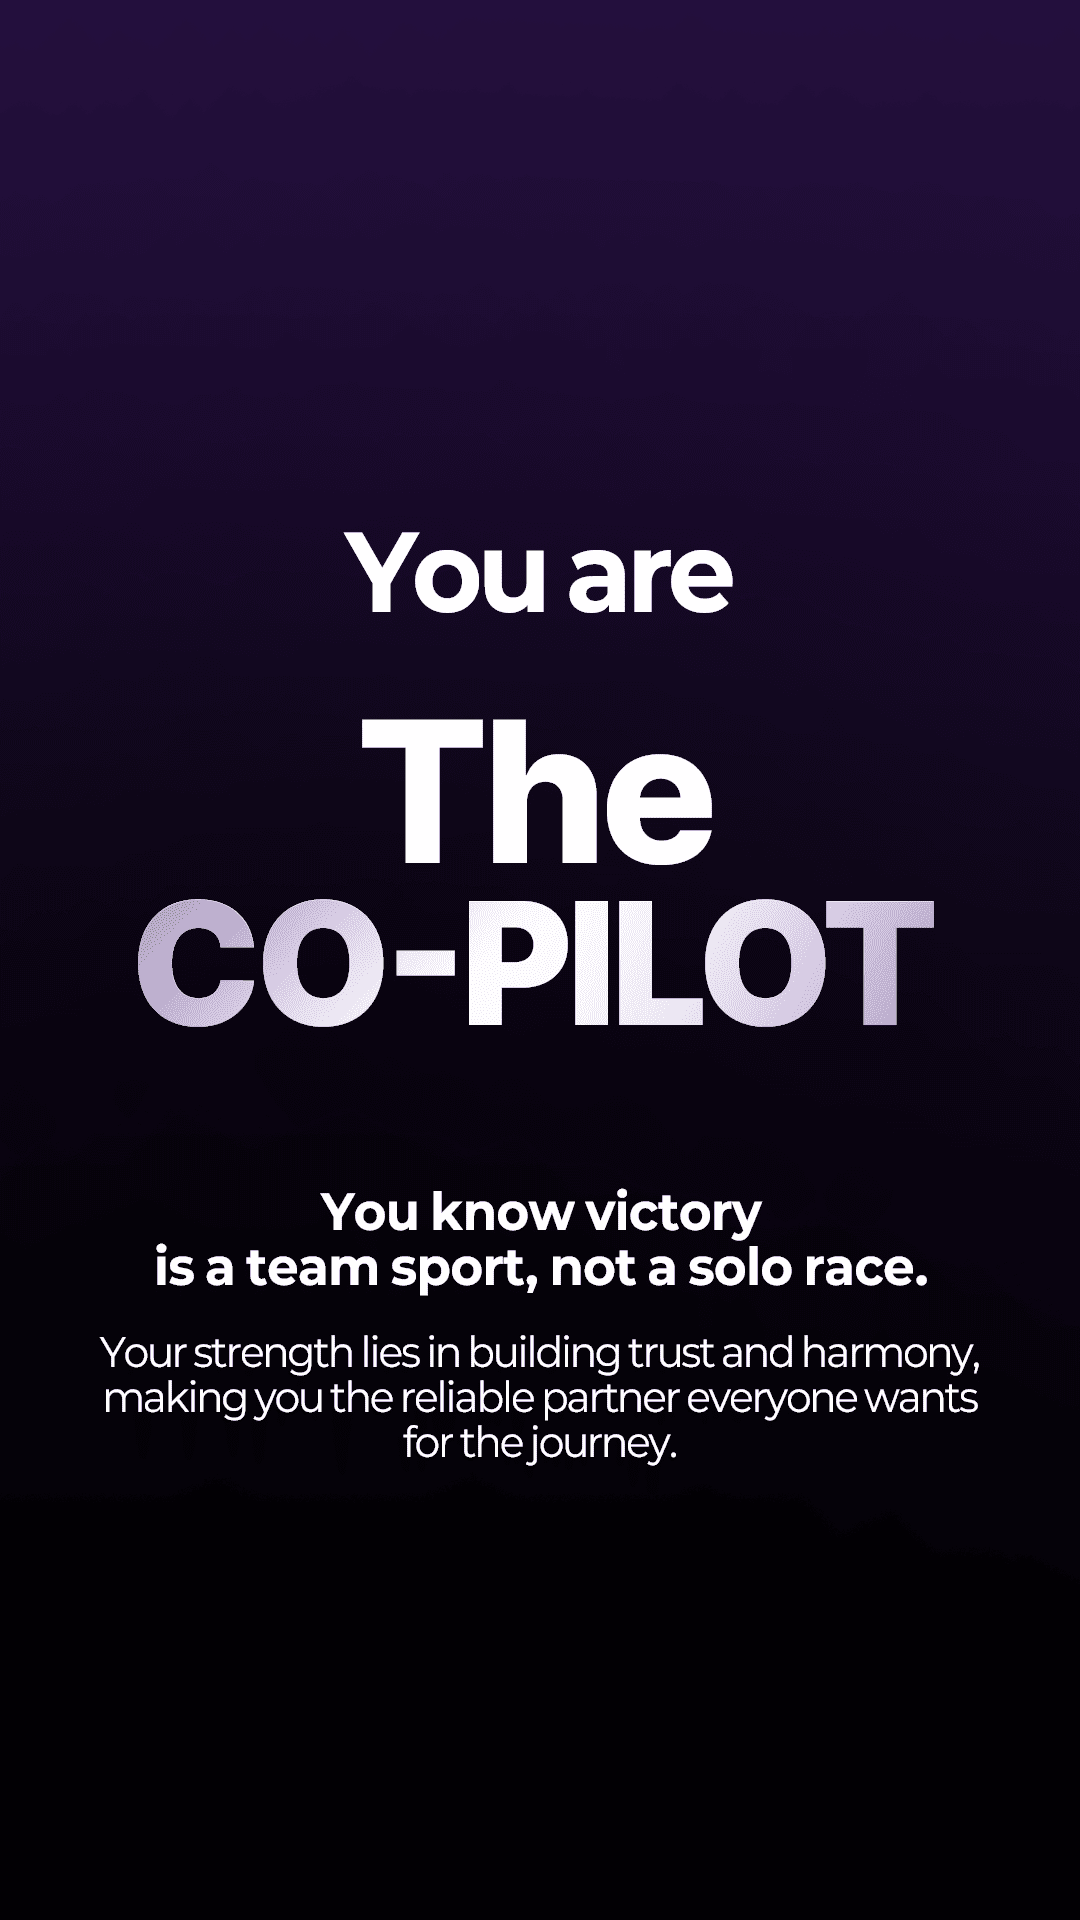 You are
The
CO-PILOT
You know victory
is a team sport, not a solo race.
Your strength lies in building trust and harmony,
making you the reliable partner everyone wants
for the journey.